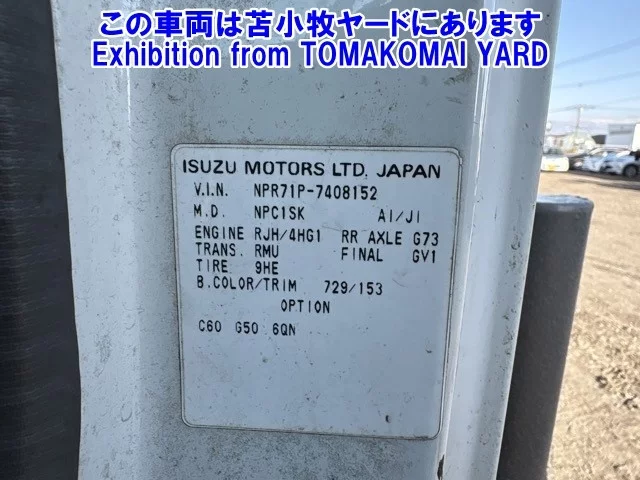 この車両は苫小牧ヤードにあります
Exhibition from TOMAKOMAI YARD
ISUZU MOTORS LTD, JAPAN
V.I.N. NPR71P-7408152
M.D. NPC1SK A1/J1
ENGINE RJH/4HG1 RR AXLE G73
TRANS. RMU FINAL GV1
TIRE 9HE
B.COLOR/TRIM 729/153
OPTION
C60 G50 6QN